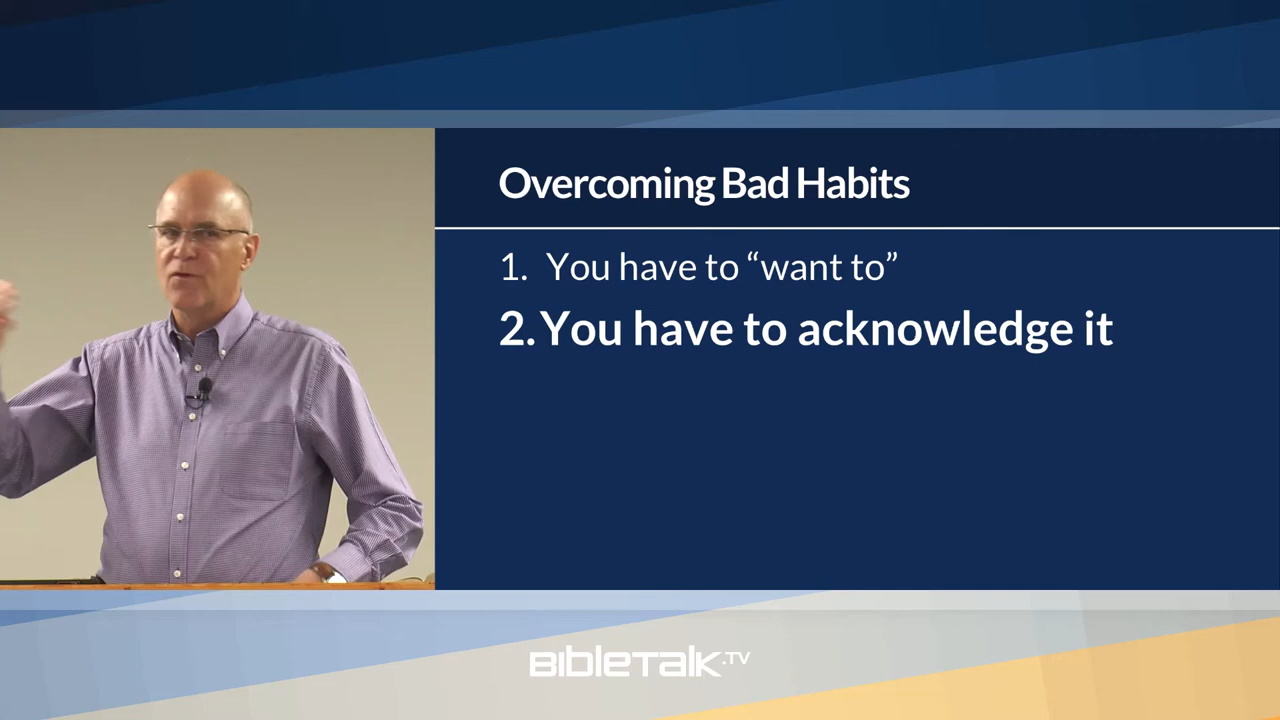 Overcoming Bad Habits
1. You have to “want to”
2. You have to acknowledge it
BIBLETALK.TV